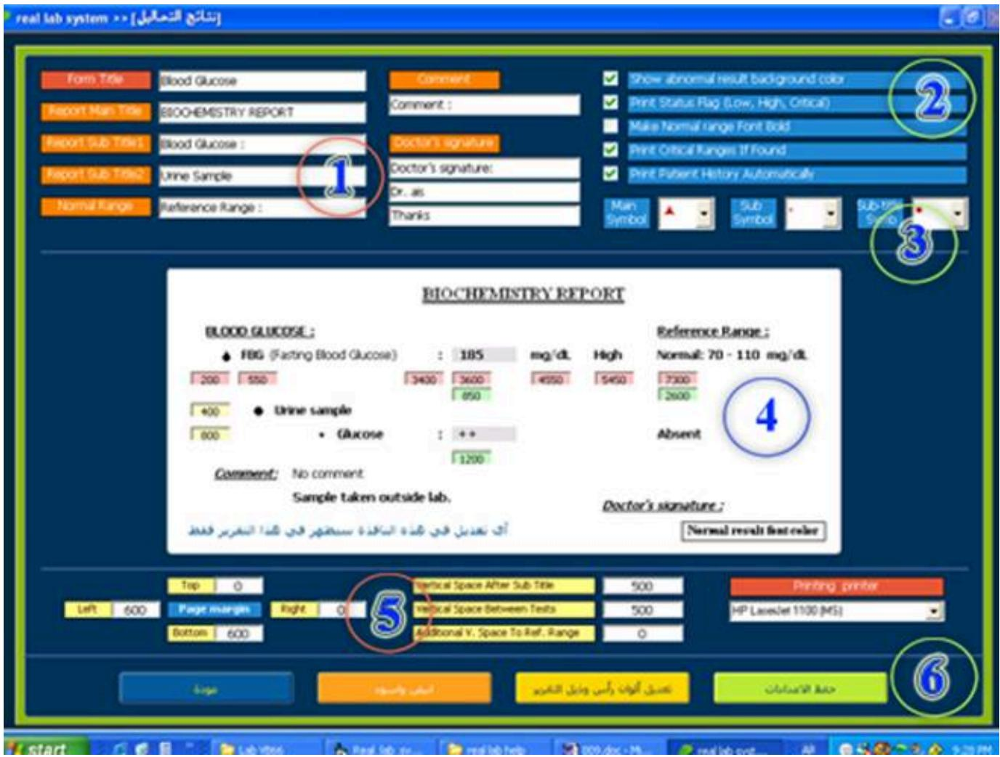 real lab system >> [نتائج التحاليل]
Form Title Blood Glucose
Report Main Title BIOCHEMISTRY REPORT
Report Sub Title1 Blood Glucose :
Report Sub Title2 Urine Sample
Normal Range Reference Range :
1
Comment
Comment :
Doctor's signature
Doctor's signature:
Dr. ais
Thanks
Show abnormal result background color
Print Status Flag (Low, High, Critical)
Make Normal range Font Bold
Print Critical Ranges If Found
Print Patient History Automatically
2
Main Symbol Sub Symbol Sub-title
3
BIOCHEMISTRY REPORT
BLOOD GLUCOSE : Reference Range :
FBG (Fasting Blood Glucose) : 185 mg/dL High Normal: 70 - 110 mg/dL
200 550 3400 3600 4550 5450 7300
850 2600
400 Urine sample
800 Glucose : ++ Absent
1200
4
Comment: No comment
Sample taken outside lab.
Doctor's signature :
أى تعديل فى هذه النافذة سيظهر فى هذا التقرير فقط
Normal result font color
Top 0
Left 600 Page margin Right 0
Bottom 600
5
Vertical Space After Sub Title 500
Vertical Space Between Tests 500
Additional V. Space To Ref. Range 0
Printing printer
HP LaserJet 1100 (MS)
عودة ابيض واسود تعديل ألوان رأس وذيل التقرير حفظ الاعدادات
6
start Lab V866 Real lab sy... real lab help 009.doc - Mi... real lab syst... AR 9:20 PM